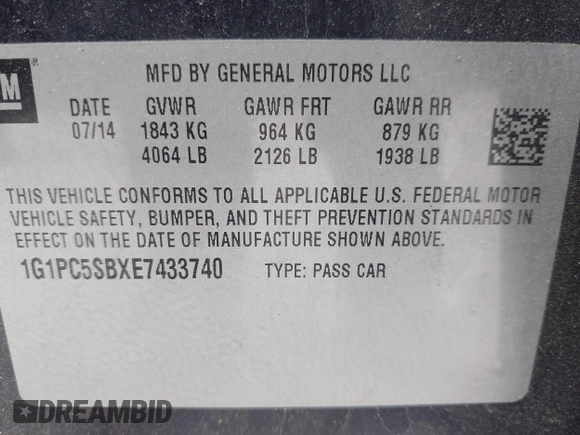 M ®
MFD BY GENERAL MOTORS LLC
DATE GVWR GAWR FRT GAWR RR
07/14 1843 KG 964 KG 879 KG
4064 LB 2126 LB 1938 LB
THIS VEHICLE CONFORMS TO ALL APPLICABLE U.S. FEDERAL MOTOR
VEHICLE SAFETY, BUMPER, AND THEFT PREVENTION STANDARDS IN
EFFECT ON THE DATE OF MANUFACTURE SHOWN ABOVE.
1G1PC5SBXE7433740 TYPE: PASS CAR
DREAMBID